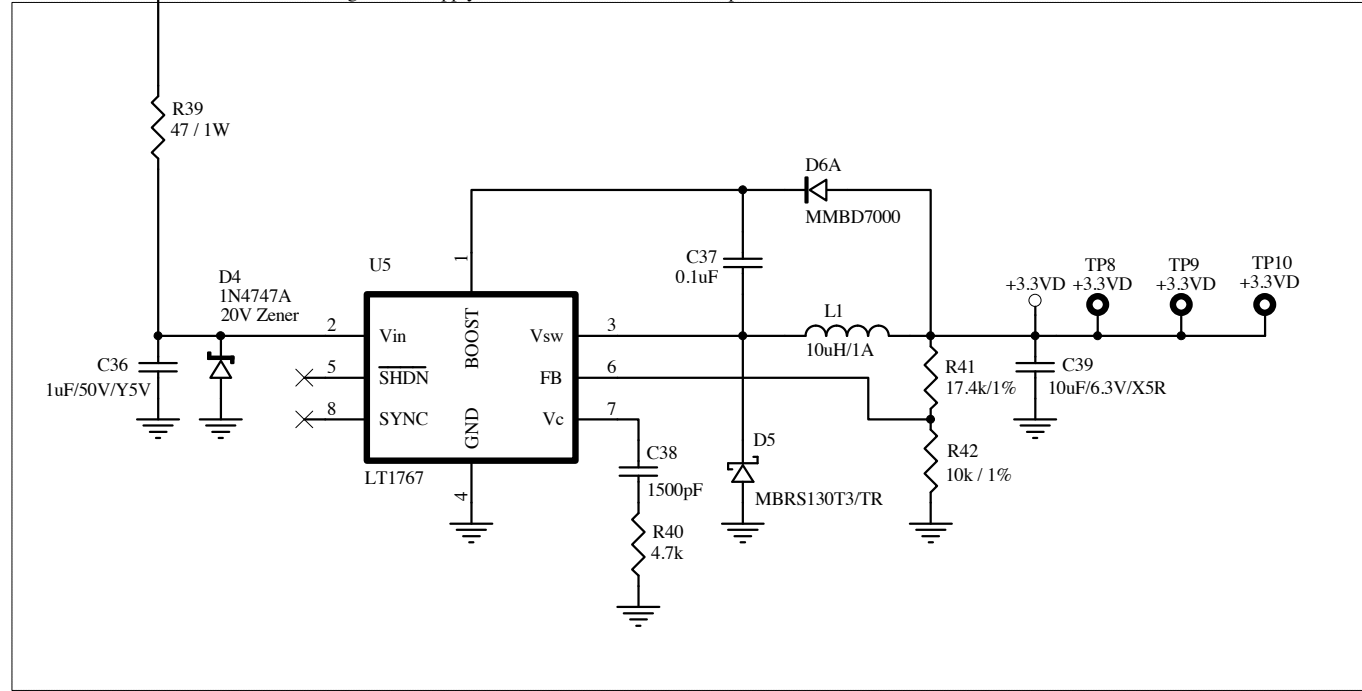 R39
47 / 1W
D6A
MMBD7000
C37
0.1uF
U5
1
D4
1N4747A
20V Zener
2
Vin
BOOST
Vsw
3
L1
10uH/1A
+3.3VD
TP8
+3.3VD
TP9
+3.3VD
TP10
+3.3VD
C36
1uF/50V/Y5V
5
SHDN
FB
6
R41
17.4k/1%
C39
10uF/6.3V/X5R
8
SYNC
GND
Vc
7
LT1767
4
C38
1500pF
D5
MBRS130T3/TR
R42
10k / 1%
R40
4.7k